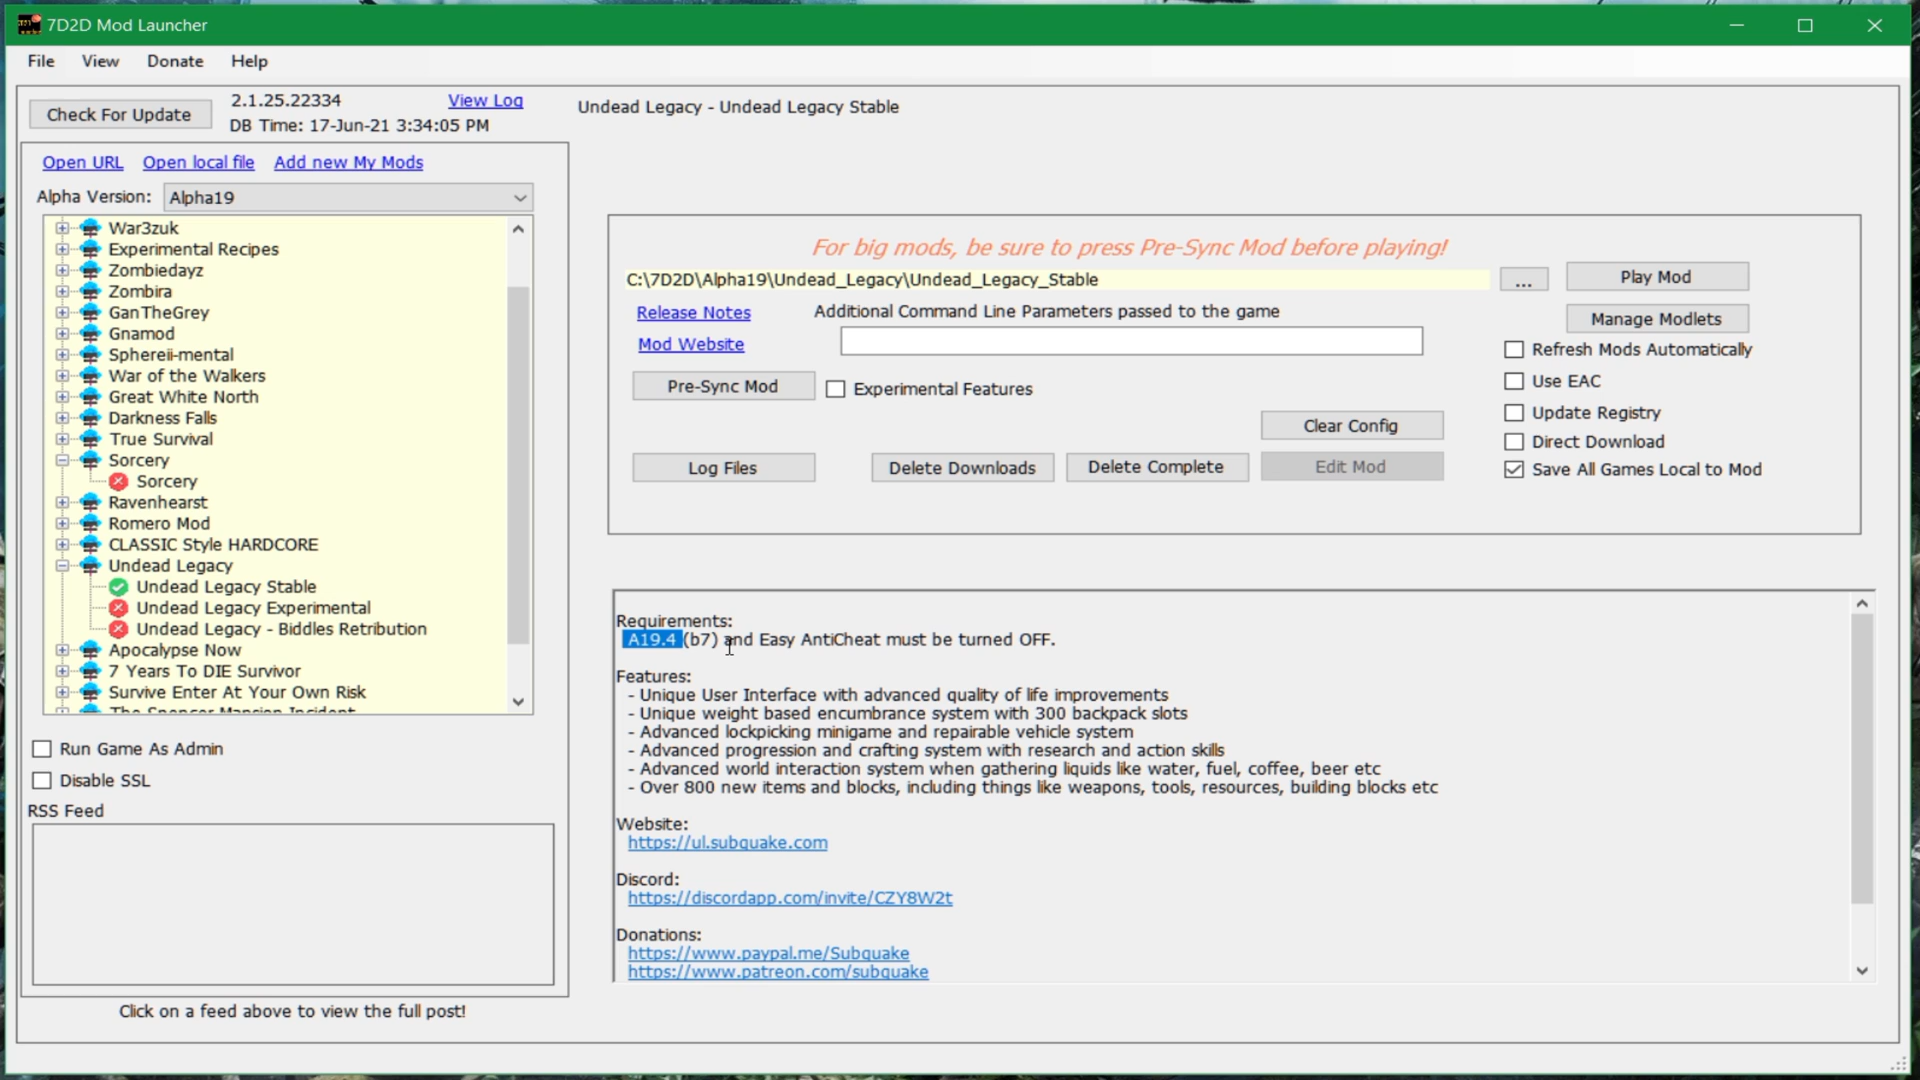 7D2D Mod Launcher
File View Donate Help
Check For Update
2.1.25.22334
View Log
DB Time: 17-Jun-21 3:34:05 PM
Undead Legacy - Undead Legacy Stable
Open URL Open local file Add new My Mods
Alpha Version: Alpha19
War3zuk
Experimental Recipes
Zombiedayz
Zombira
GanTheGrey
Gnamod
Sphereii-mental
War of the Walkers
Great White North
Darkness Falls
True Survival
Sorcery
Sorcery
Ravenhearst
Romero Mod
CLASSIC Style HARDCORE
Undead Legacy
Undead Legacy Stable
Undead Legacy Experimental
Undead Legacy - Biddles Retribution
Apocalypse Now
7 Years To DIE Survivor
Survive Enter At Your Own Risk
The Spencer Mansion Incident
Run Game As Admin
Disable SSL
RSS Feed
Click on a feed above to view the full post!
For big mods, be sure to press Pre-Sync Mod before playing!
C:\7D2D\Alpha19\Undead_Legacy\Undead_Legacy_Stable
...
Play Mod
Release Notes
Additional Command Line Parameters passed to the game
Manage Modlets
Mod Website
Refresh Mods Automatically
Pre-Sync Mod
Experimental Features
Use EAC
Update Registry
Clear Config
Direct Download
Log Files
Delete Downloads
Delete Complete
Edit Mod
Save All Games Local to Mod
Requirements:
A19.4 (b7) and Easy AntiCheat must be turned OFF.
Features:
- Unique User Interface with advanced quality of life improvements
- Unique weight based encumbrance system with 300 backpack slots
- Advanced lockpicking minigame and repairable vehicle system
- Advanced progression and crafting system with research and action skills
- Advanced world interaction system when gathering liquids like water, fuel, coffee, beer etc
- Over 800 new items and blocks, including things like weapons, tools, resources, building blocks etc
Website:
https://ul.subquake.com
Discord:
https://discordapp.com/invite/CZY8W2t
Donations:
https://www.paypal.me/Subquake
https://www.patreon.com/subquake